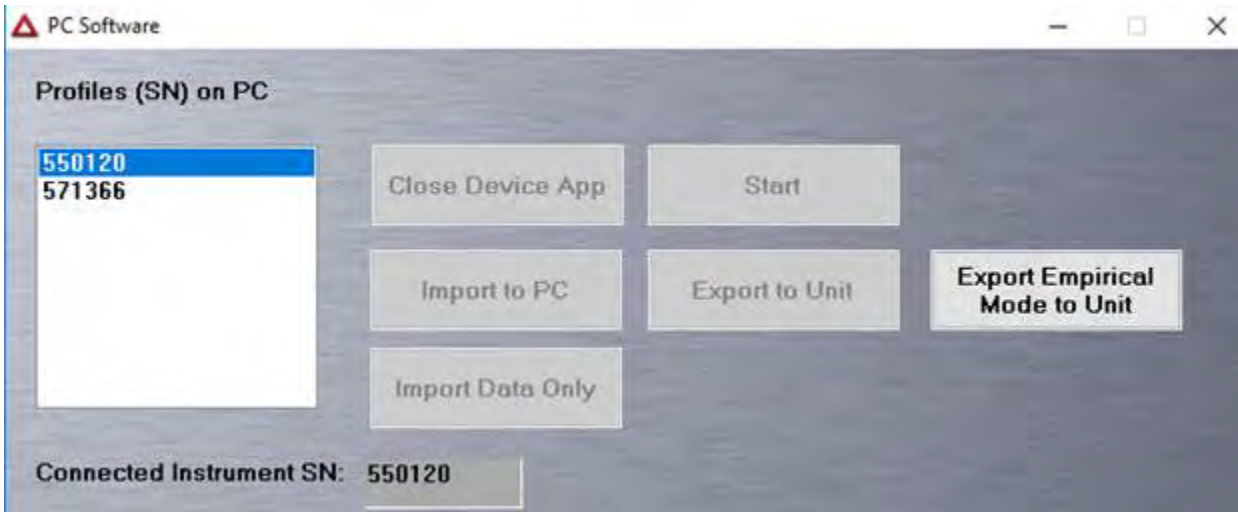 PC Software
Profiles (SN) on PC
550120
571366
Close Device App
Start
Import to PC
Export to Unit
Export Empirical
Mode to Unit
Import Data Only
Connected Instrument SN: 550120